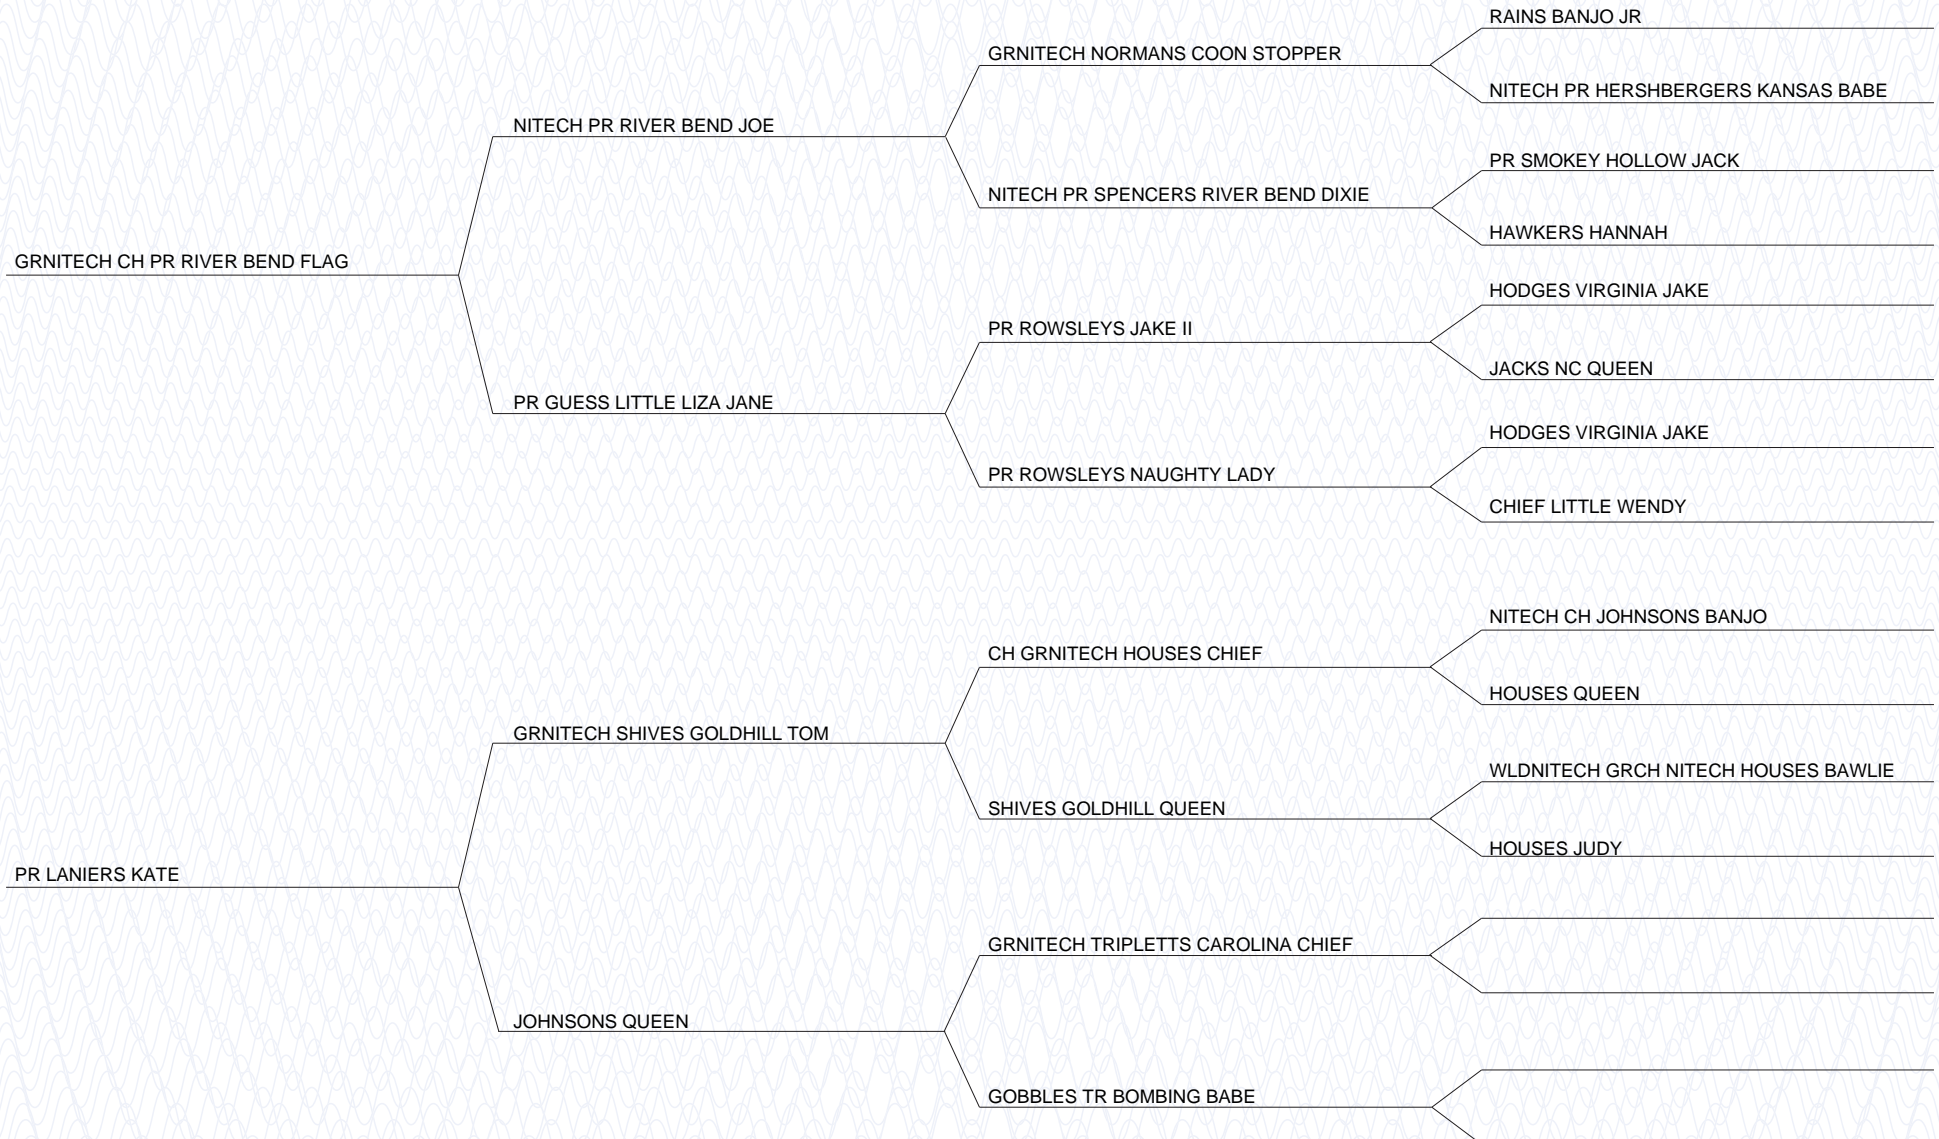 RAINS BANJO JR
GRNITECH NORMANS COON STOPPER
NITECH PR HERSHBERGERS KANSAS BABE
NITECH PR RIVER BEND JOE
PR SMOKEY HOLLOW JACK
NITECH PR SPENCERS RIVER BEND DIXIE
HAWKERS HANNAH
GRNITECH CH PR RIVER BEND FLAG
HODGES VIRGINIA JAKE
PR ROWSLEYS JAKE II
JACKS NC QUEEN
PR GUESS LITTLE LIZA JANE
HODGES VIRGINIA JAKE
PR ROWSLEYS NAUGHTY LADY
CHIEF LITTLE WENDY
NITECH CH JOHNSONS BANJO
CH GRNITECH HOUSES CHIEF
HOUSES QUEEN
GRNITECH SHIVES GOLDHILL TOM
WLDNITECH GRCH NITECH HOUSES BAWLIE
SHIVES GOLDHILL QUEEN
HOUSES JUDY
PR LANIERS KATE
GRNITECH TRIPLETTS CAROLINA CHIEF
JOHNSONS QUEEN
GOBBLES TR BOMBING BABE